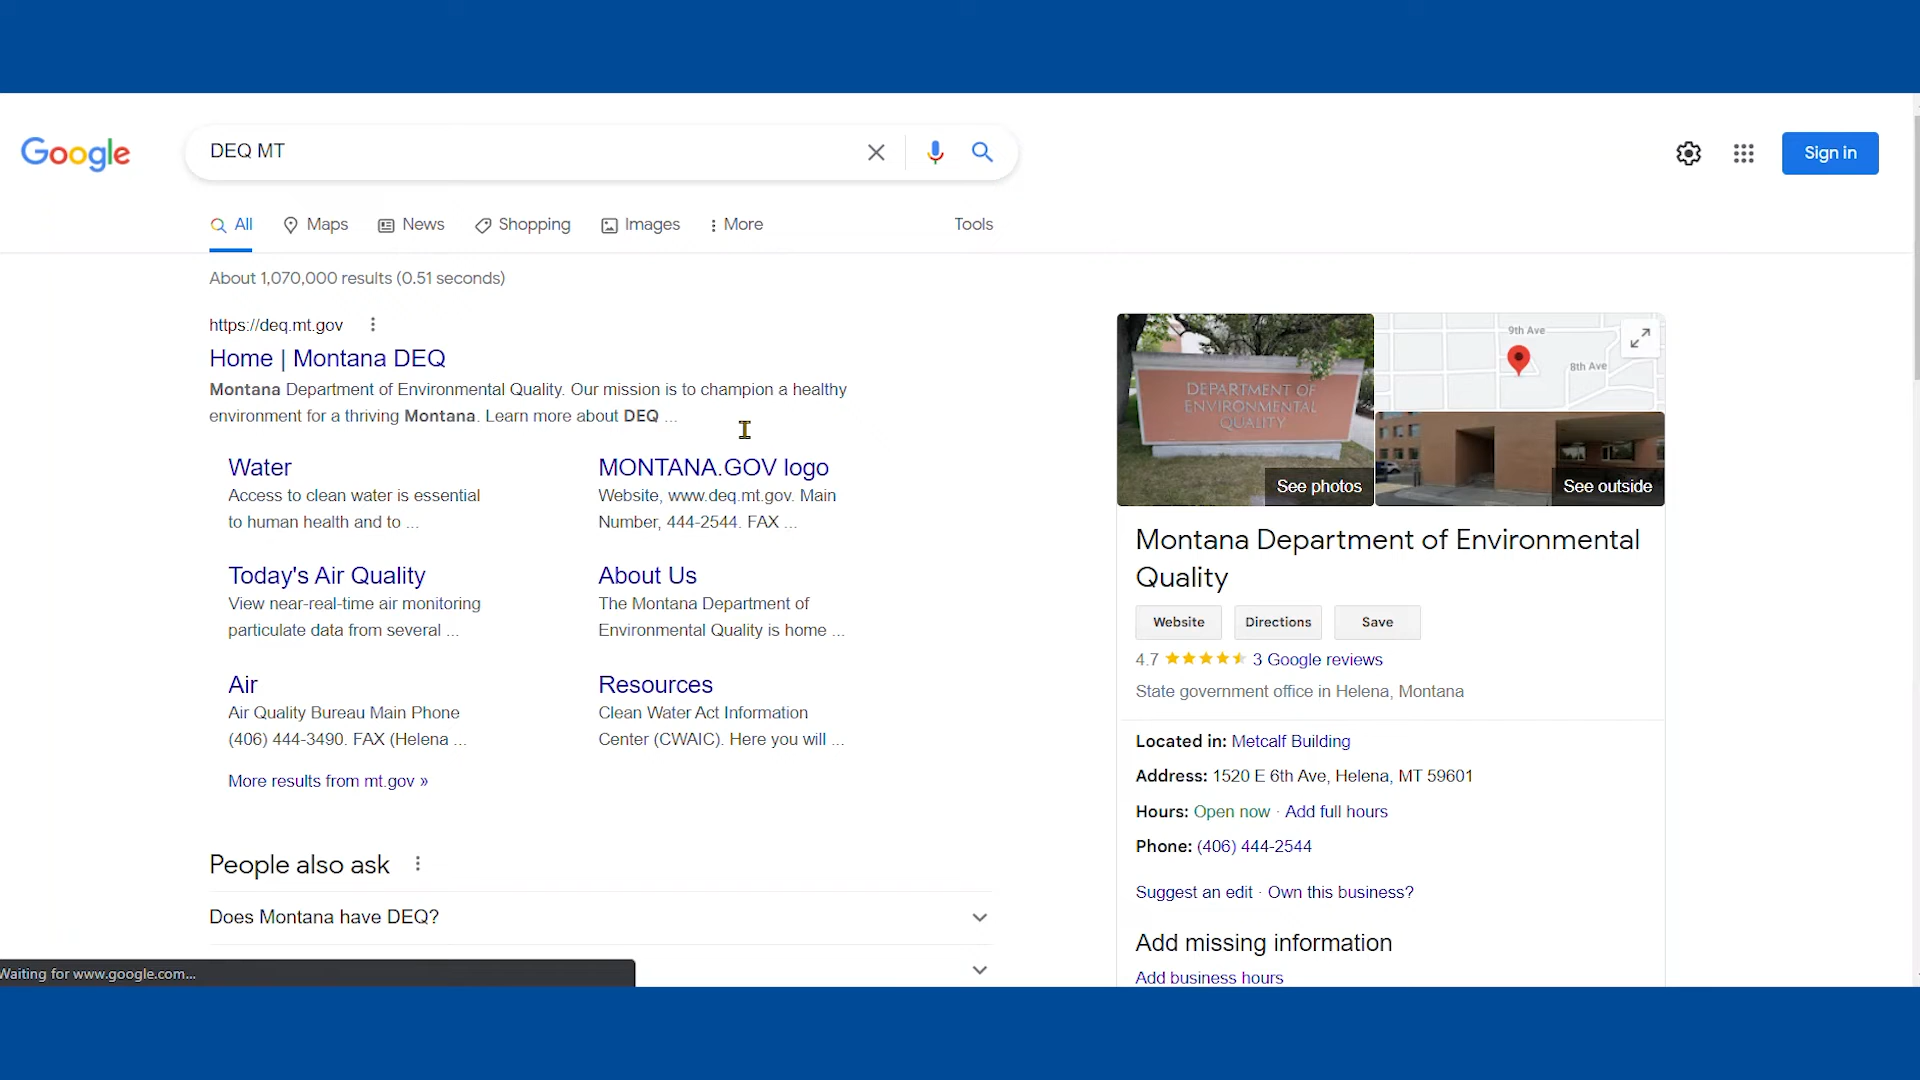 Google
DEQ MT
Sign in
All
Maps
News
Shopping
Images
More
Tools
About 1,070,000 results (0.51 seconds)
https://deq.mt.gov
Home | Montana DEQ
Montana Department of Environmental Quality. Our mission is to champion a healthy
environment for a thriving Montana. Learn more about DEQ ...
Water
Access to clean water is essential
to human health and to ...
MONTANA.GOV logo
Website, www.deq.mt.gov. Main
Number, 444-2544. FAX ...
Today's Air Quality
View near-real-time air monitoring
particulate data from several ...
About Us
The Montana Department of
Environmental Quality is home ...
Air
Air Quality Bureau Main Phone
(406) 444-3490. FAX (Helena ...
Resources
Clean Water Act Information
Center (CWAIC). Here you will ...
More results from mt.gov »
People also ask
Does Montana have DEQ?
Waiting for www.google.com...
DEPARTMENT OF
ENVIRONMENTAL
QUALITY
See photos
9th Ave
8th Ave
See outside
Montana Department of Environmental
Quality
Website
Directions
Save
4.7 3 Google reviews
State government office in Helena, Montana
Located in: Metcalf Building
Address: 1520 E 6th Ave, Helena, MT 59601
Hours: Open now · Add full hours
Phone: (406) 444-2544
Suggest an edit · Own this business?
Add missing information
Add business hours